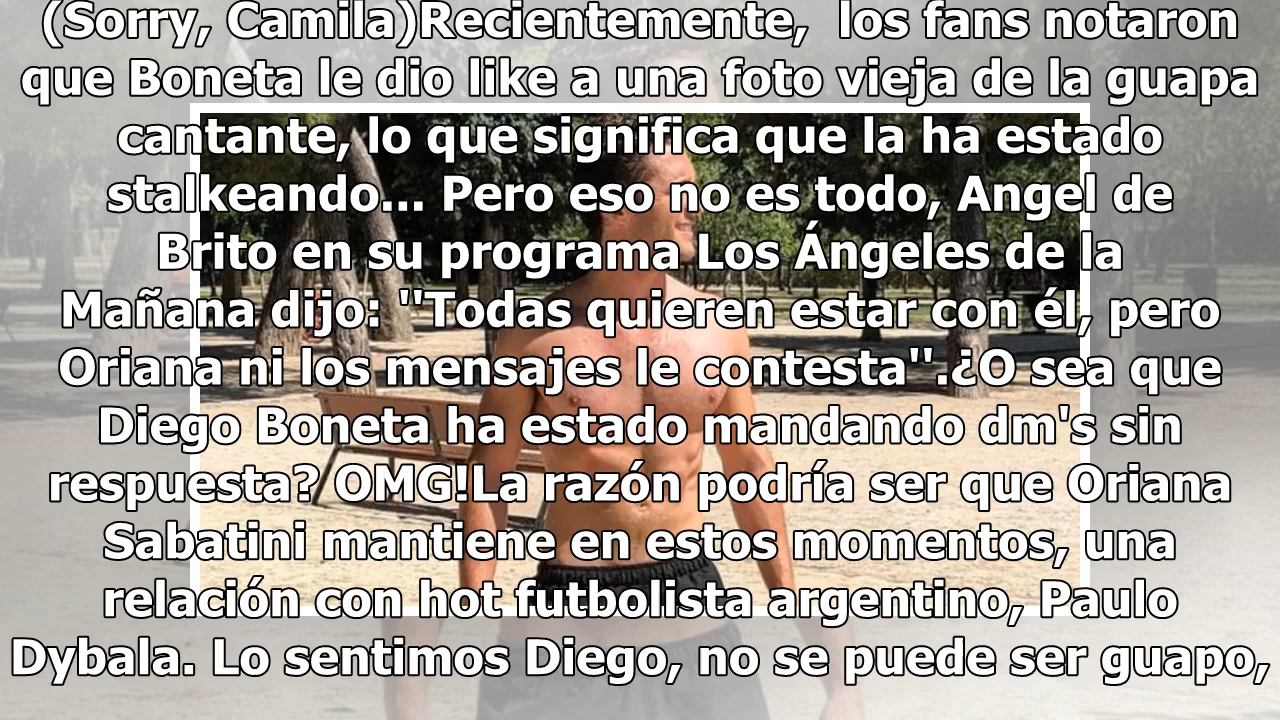 (Sorry, Camila)Recientemente,  los fans notaron
que Boneta le dio like a una foto vieja de la guapa
cantante, lo que significa que la ha estado
stalkeando... Pero eso no es todo, Angel de
Brito en su programa Los Ángeles de la
Mañana dijo: ''Todas quieren estar con él, pero
Oriana ni los mensajes le contesta''.¿O sea que
Diego Boneta ha estado mandando dm's sin
respuesta? OMG!La razón podría ser que Oriana
Sabatini mantiene en estos momentos, una
relación con hot futbolista argentino, Paulo
Dybala. Lo sentimos Diego, no se puede ser guapo,